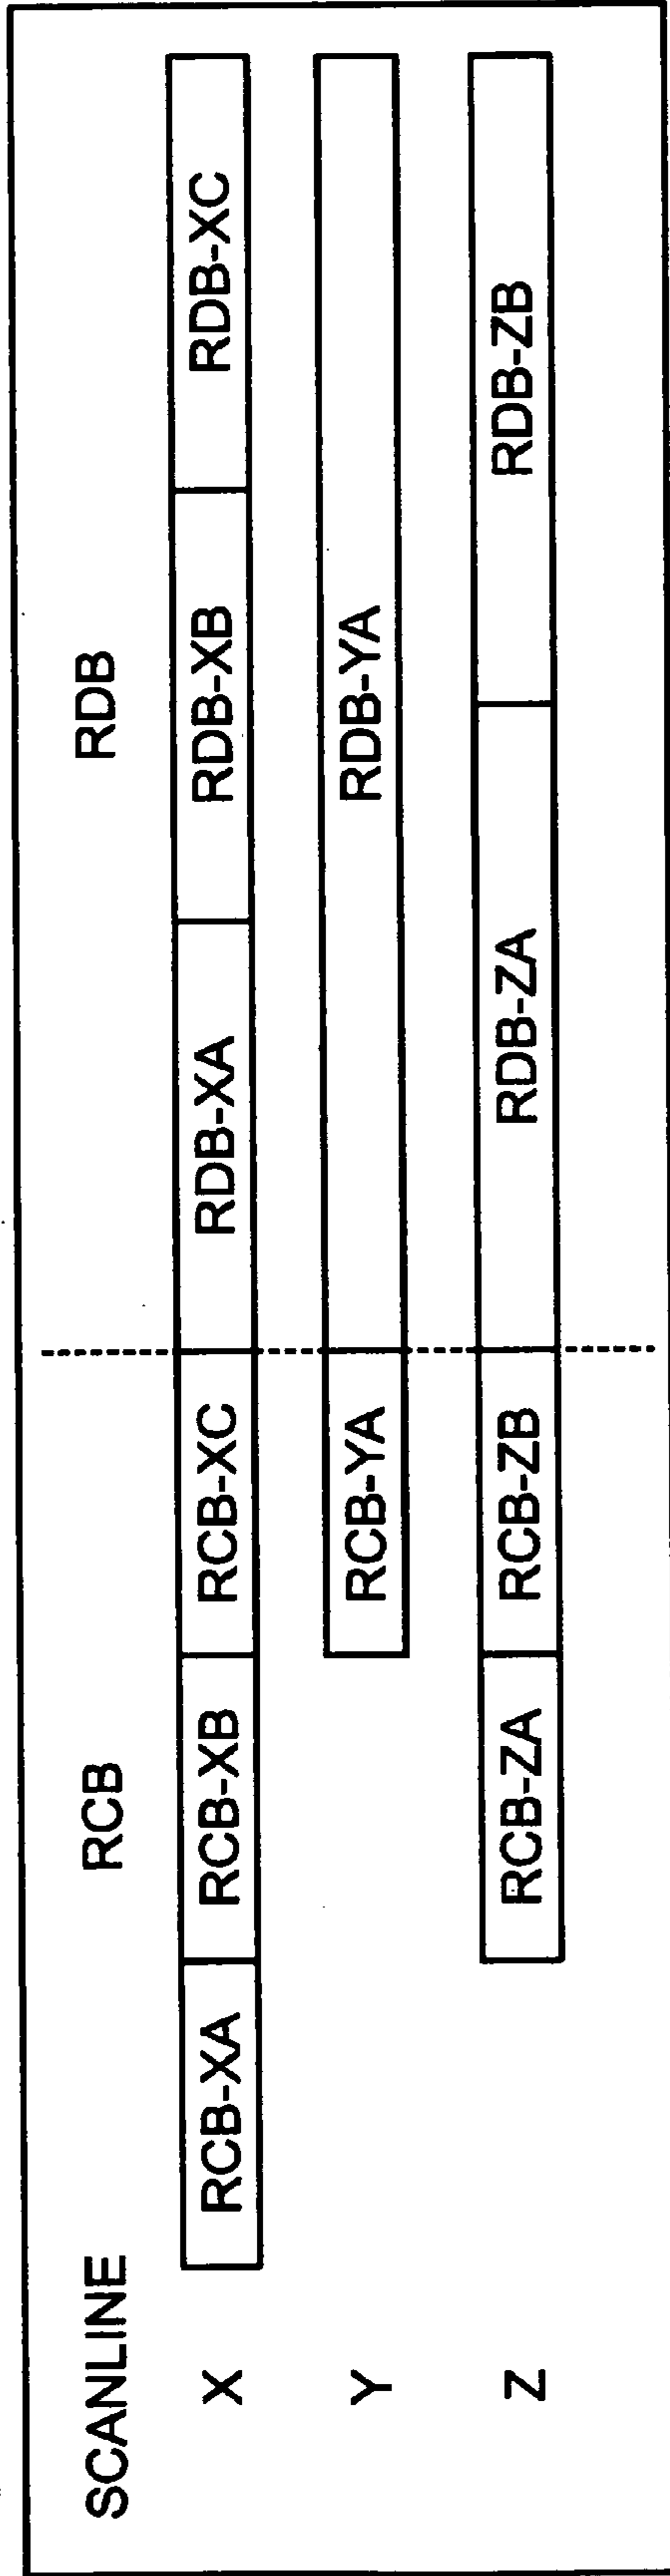 SCANLINE RCB RDB
X RCB-XA RCB-XB RCB-XC RDB-XA RDB-XB RDB-XC
Y RCB-YA RDB-YA
Z RCB-ZA RCB-ZB RDB-ZA RDB-ZB